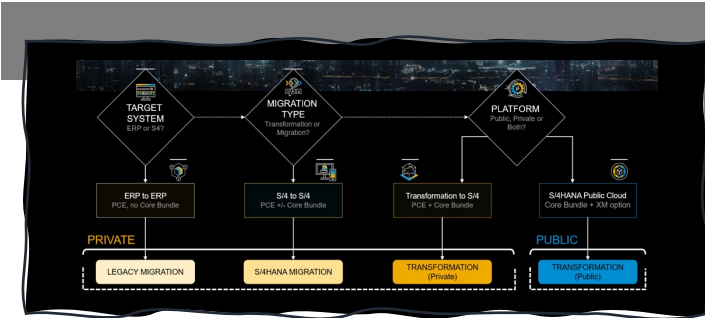 TARGET
SYSTEM
ERP or S4?
MIGRATION
TYPE
Transformation or
Migration?
PLATFORM
Public, Private or
Both?
ERP to ERP
PCE, no Core Bundle
S/4 to S/4
PCE +/- Core Bundle
Transformation to S/4
PCE + Core Bundle
S/4HANA Public Cloud
Core Bundle + XM option
PRIVATE
PUBLIC
LEGACY MIGRATION
S/4HANA MIGRATION
TRANSFORMATION
(Private)
TRANSFORMATION
(Public)